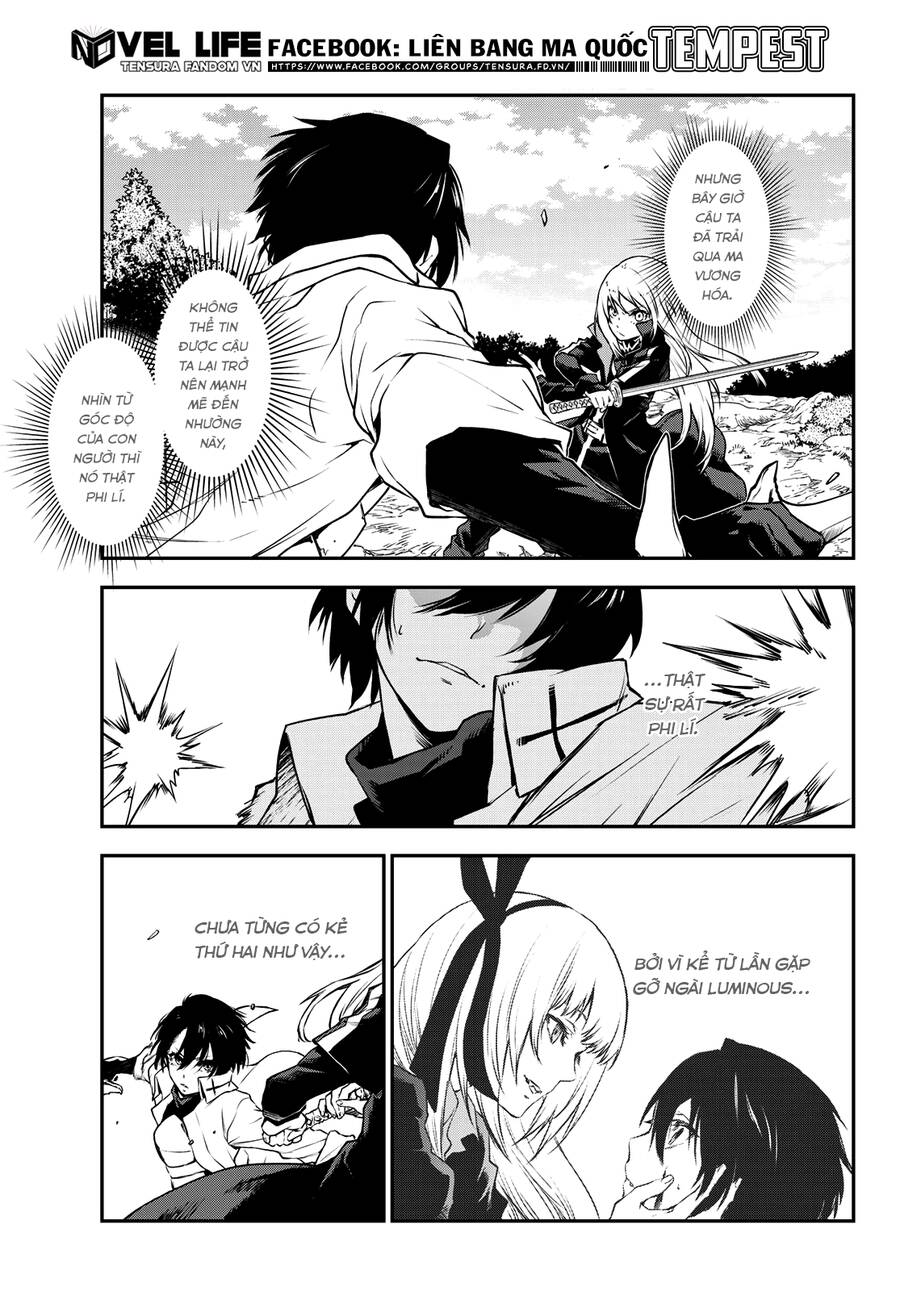 NOVEL LIFE
TENSURA FANDOM VN
FACEBOOK: LIÊN BANG MA QUỐC
HTTPS://WWW.FACEBOOK.COM/GROUPS/TENSURA.FD.VN/
TEMPEST
NHƯNG
BÂY GIỜ
CẬU TA
ĐÃ TRẢI
QUA MA
VƯƠNG
HÓA.
KHÔNG
THỂ TIN
ĐƯỢC CẬU
TA LẠI TRỞ
NÊN MẠNH
MẼ ĐẾN
NHƯỜNG
NÀY,
NHÌN TỪ
GÓC ĐỘ
CỦA CON
NGƯỜI THÌ
NÓ THẬT
PHI LÍ.
...THẬT
SỰ RẤT
PHI LÍ.
BỞI VÌ KỂ TỪ LẦN GẶP
GỠ NGÀI LUMINOUS...
CHƯA TỪNG CÓ KẺ
THỨ HAI NHƯ VẬY...